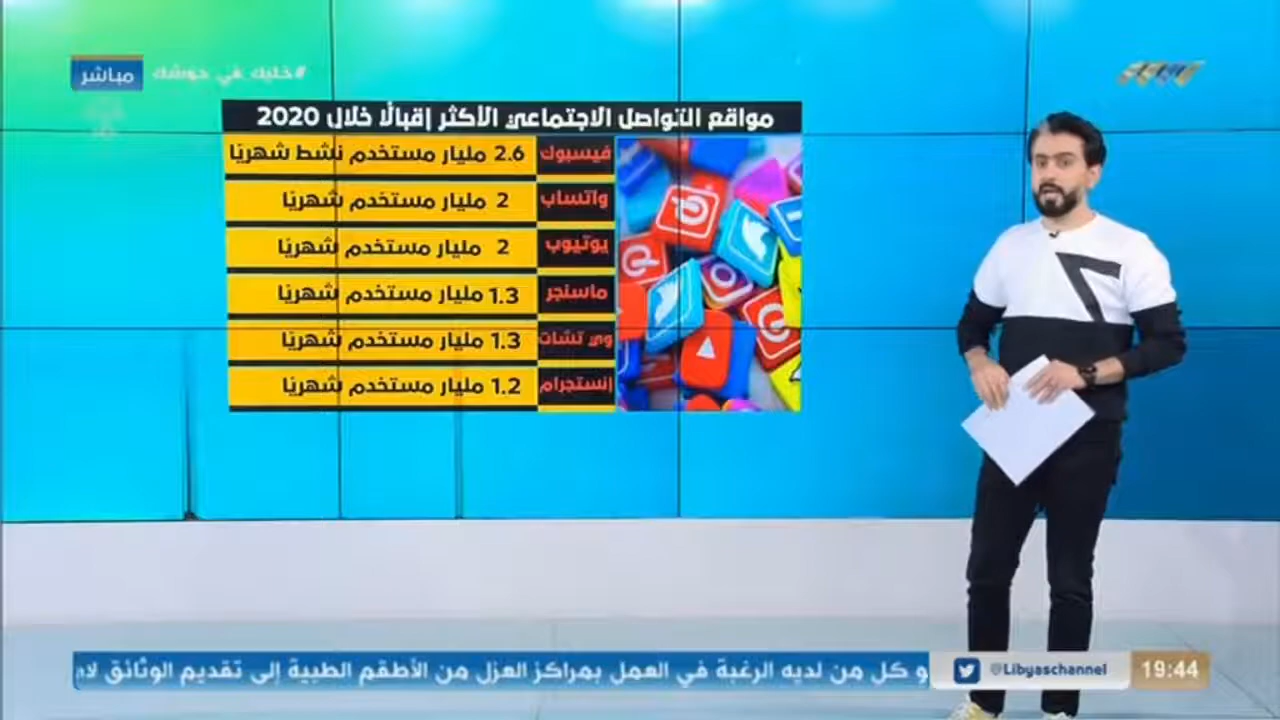 مباشر
#خليك في حوشك
مواقع التواصل الاجتماعي الأكثر إقبالًا خلال 2020
فيسبوك 2.6 مليار مستخدم نشط شهريًا
واتساب 2 مليار مستخدم شهريًا
يوتيوب 2 مليار مستخدم شهريًا
ماسنجر 1.3 مليار مستخدم شهريًا
وي تشات 1.3 مليار مستخدم شهريًا
إنستجرام 1.2 مليار مستخدم شهريًا
و كل من لديه الرغبة في العمل بمراكز العزل من الأطقم الطبية إلى تقديم الوثائق
@Libyaschannel
19:44